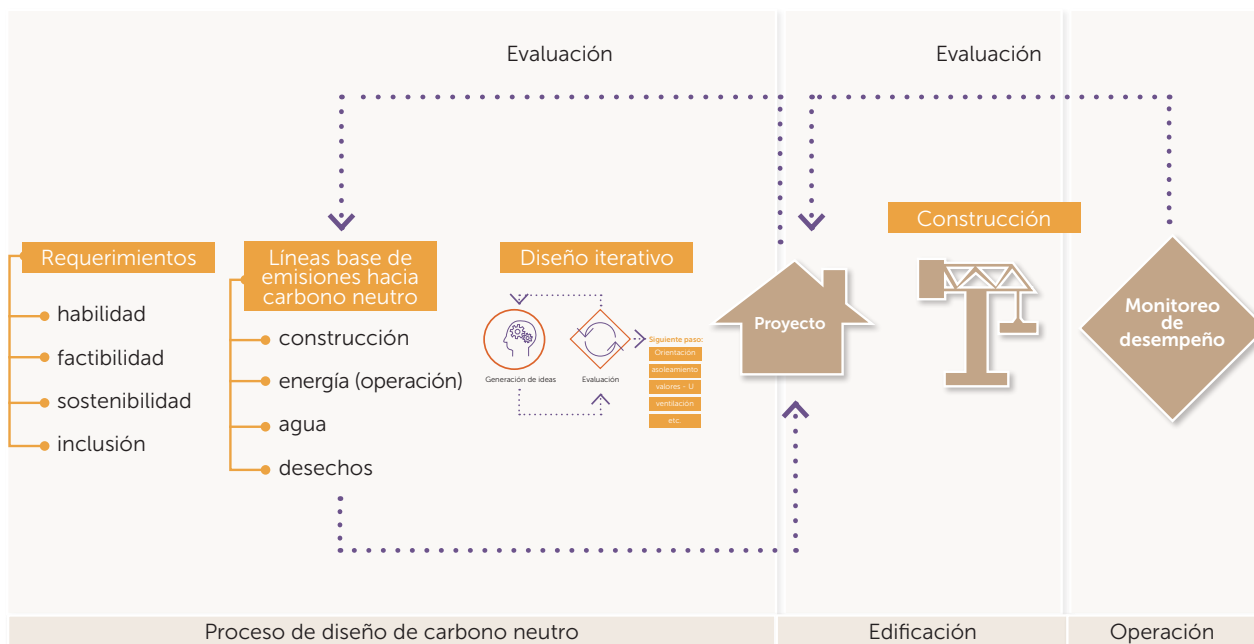 Evaluación
Evaluación
Requerimientos
habilidad
factibilidad
sostenibilidad
inclusión
Líneas base de
emisiones hacia
carbono neutro
construcción
energía (operación)
agua
desechos
Diseño iterativo
Generación de ideas
Evaluación
Siguiente paso:
Orientación
asoleamiento
valores - U
ventilación
etc.
Proyecto
Construcción
Monitoreo
de
desempeño
Proceso de diseño de carbono neutro
Edificación
Operación